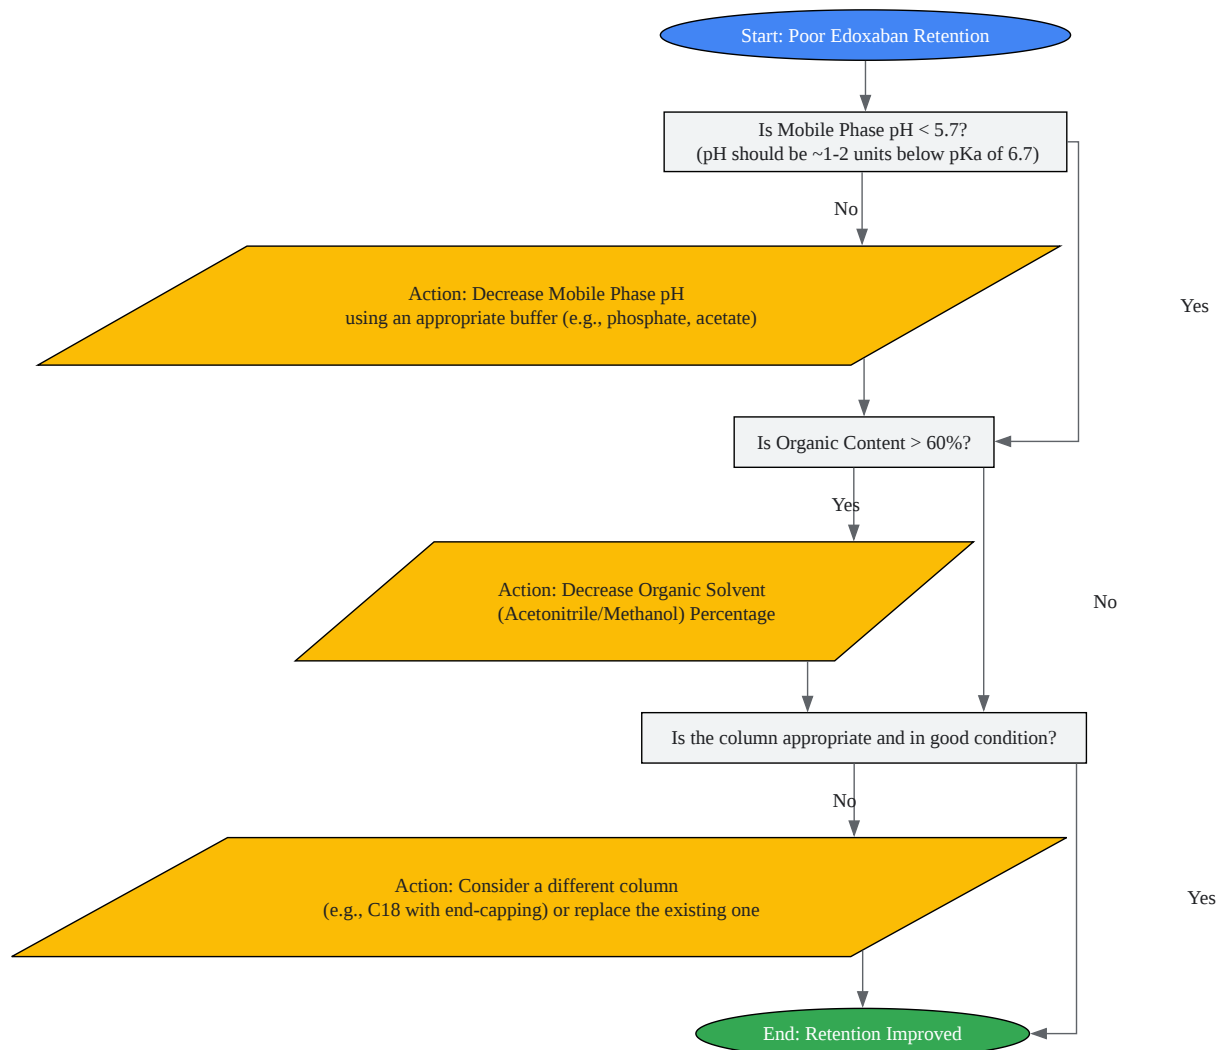 Start: Poor Edoxaban Retention
Is Mobile Phase pH < 5.7?
(pH should be ~1-2 units below pKa of 6.7)
No
Action: Decrease Mobile Phase pH
using an appropriate buffer (e.g., phosphate, acetate)
Yes
Is Organic Content > 60%?
Yes
Action: Decrease Organic Solvent
(Acetonitrile/Methanol) Percentage
No
Is the column appropriate and in good condition?
No
Action: Consider a different column
(e.g., C18 with end-capping) or replace the existing one
Yes
End: Retention Improved